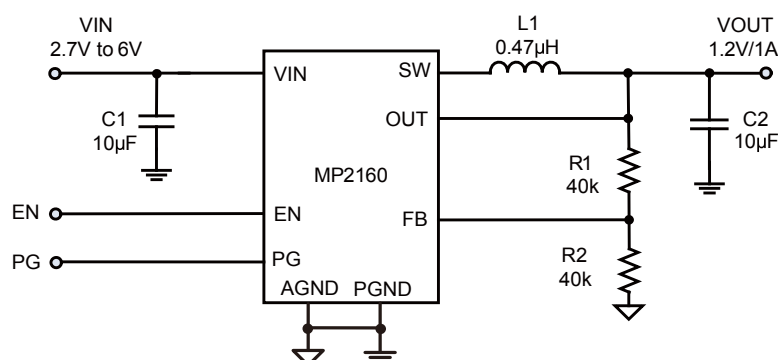 VIN
2.7V to 6V
L1
0.47µH
VOUT
1.2V/1A
VIN
SW
C1
10µF
OUT
C2
10µF
MP2160
R1
40k
EN
EN
FB
PG
PG
R2
40k
AGND
PGND